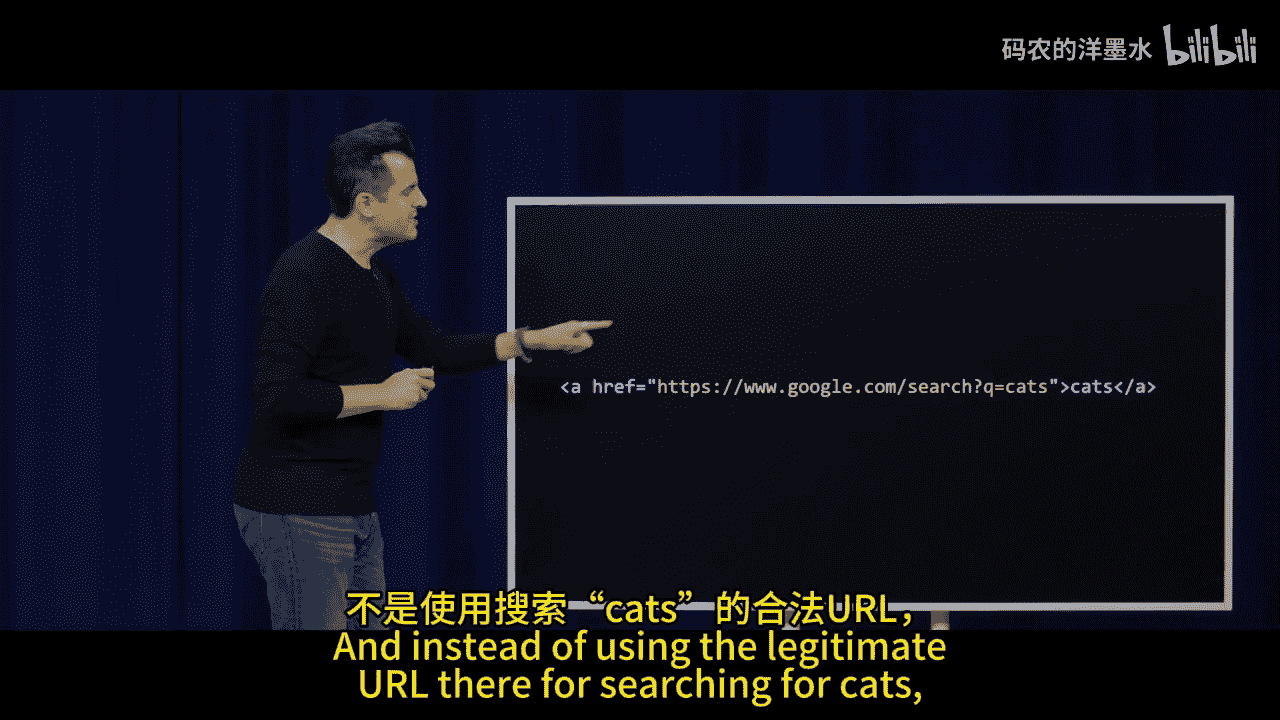 码农的洋墨水 bilibili
<a href="https://www.google.com/search?q=cats">cats</a>
不是使用搜索“cats”的合法URL，
And instead of using the legitimate
URL there for searching for cats,